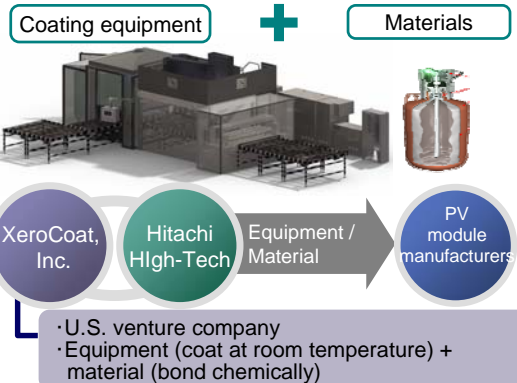 Coating equipment
Materials
XeroCoat,
Inc.
Hitachi
HIgh-Tech
Equipment /
Material
PV
module
manufacturers
·U.S. venture company
·Equipment (coat at room temperature) +
material (bond chemically)